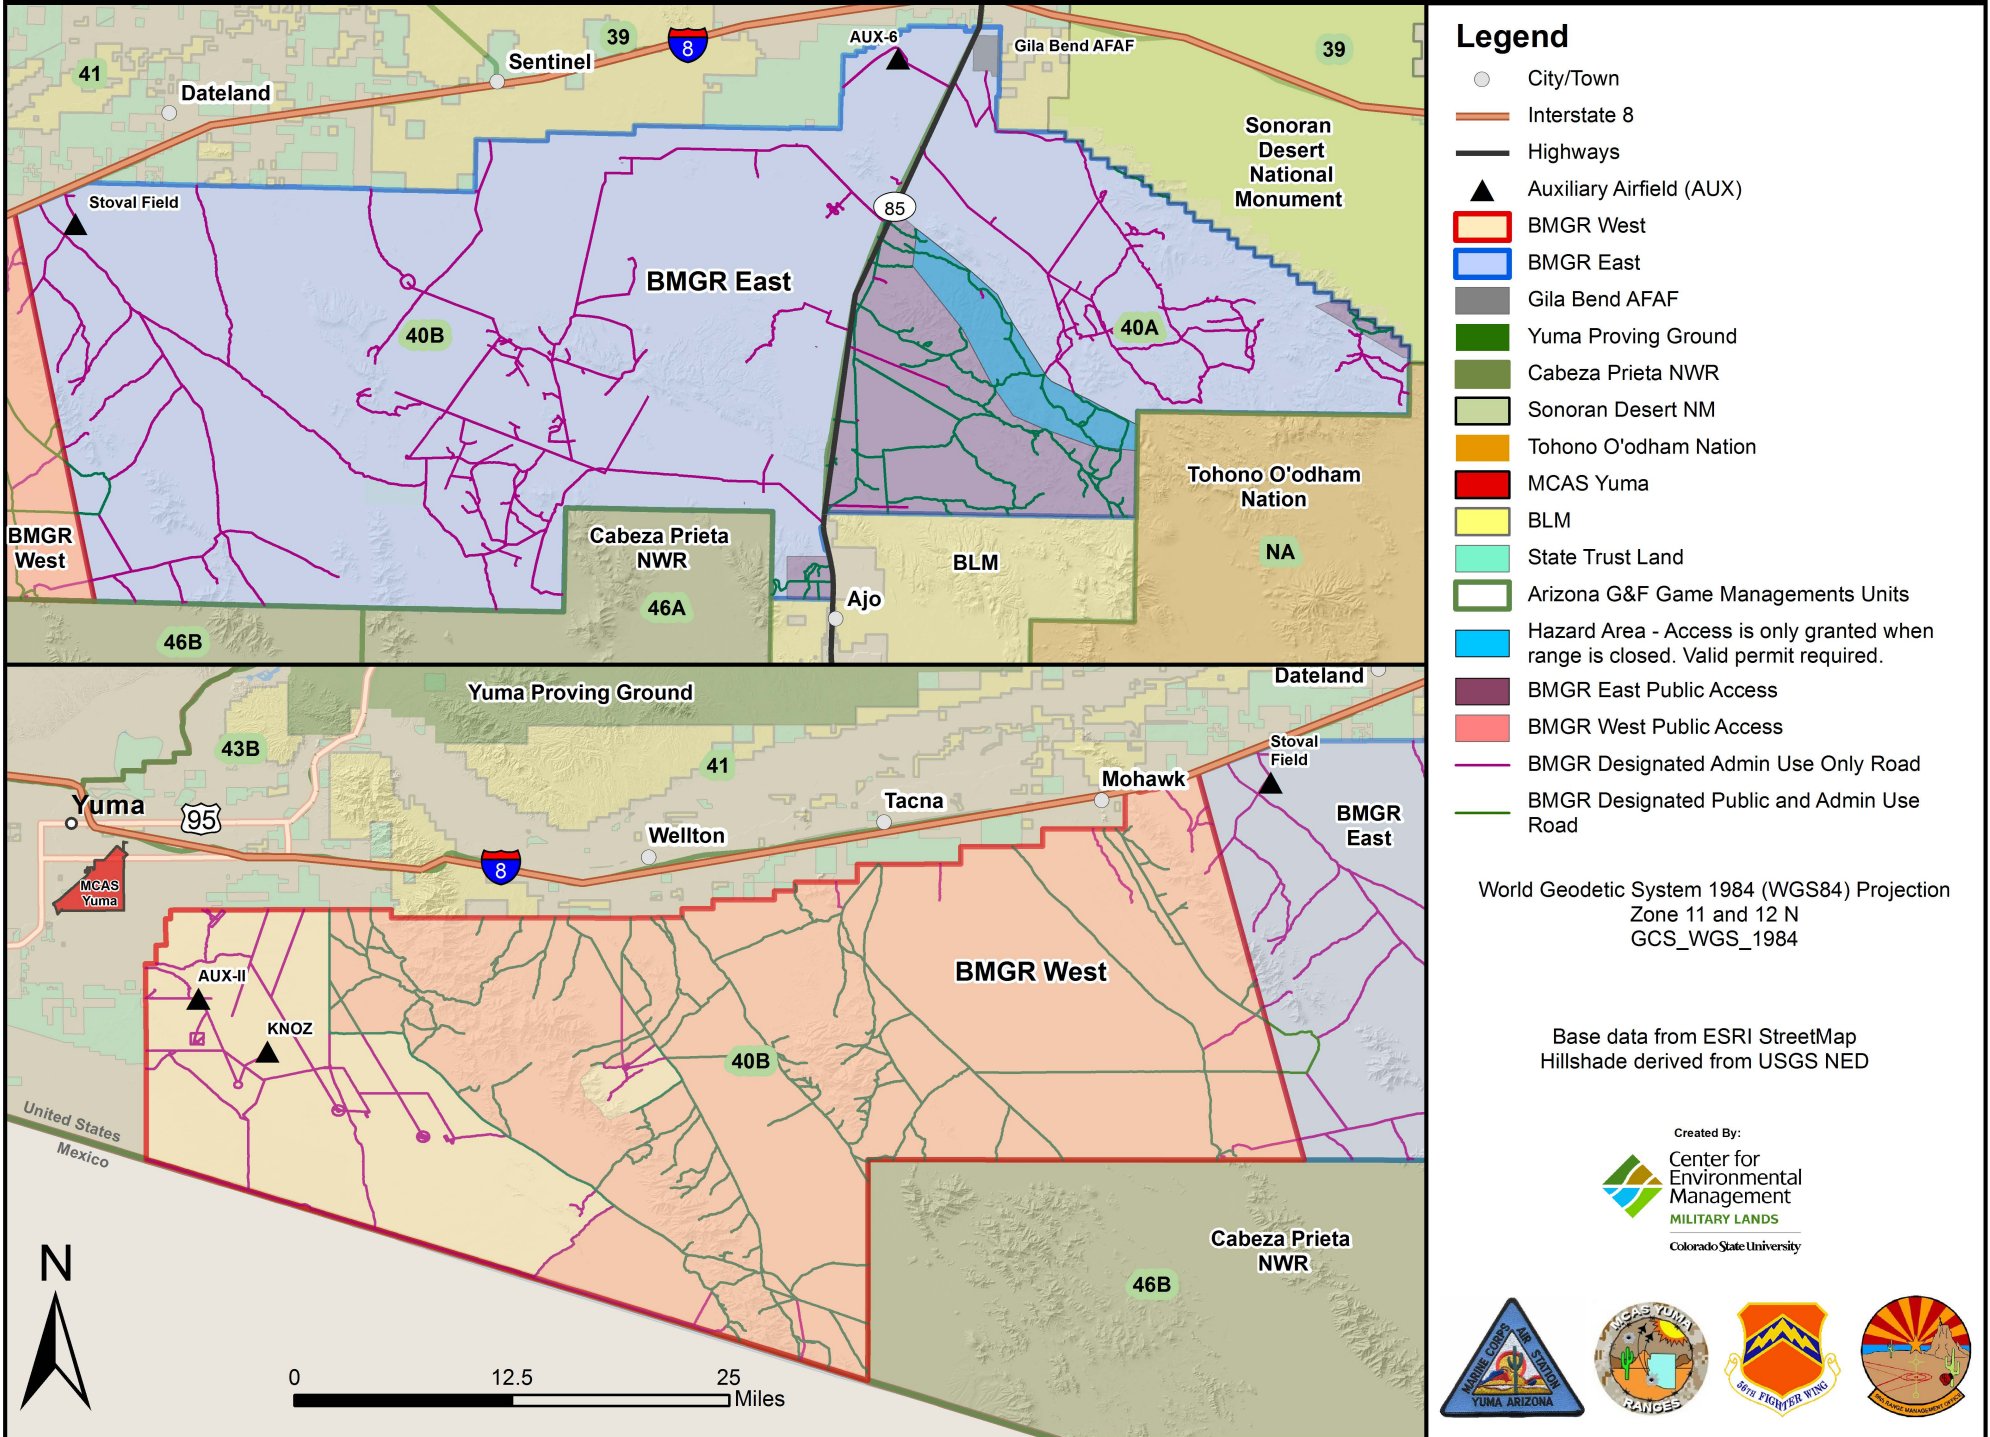 41
39
8
AUX-6
Gila Bend AFAF
39
Sentinel
Dateland
Sonoran
Desert
National
Monument
Stoval Field
85
BMGR East
40B
40A
Tohono O'odham
Nation
NA
BMGR
West
Cabeza Prieta
NWR
46A
BLM
Ajo
46B
Yuma Proving Ground
Dateland
43B
41
Stoval
Field
Mohawk
Yuma
95
Tacna
Wellton
BMGR
East
8
MCAS
Yuma
BMGR West
AUX-II
KNOZ
40B
United States
Mexico
Cabeza Prieta
NWR
46B
N
0 12.5 25
Miles
Legend
City/Town
Interstate 8
Highways
Auxiliary Airfield (AUX)
BMGR West
BMGR East
Gila Bend AFAF
Yuma Proving Ground
Cabeza Prieta NWR
Sonoran Desert NM
Tohono O'odham Nation
MCAS Yuma
BLM
State Trust Land
Arizona G&F Game Managements Units
Hazard Area - Access is only granted when
range is closed. Valid permit required.
BMGR East Public Access
BMGR West Public Access
BMGR Designated Admin Use Only Road
BMGR Designated Public and Admin Use
Road
World Geodetic System 1984 (WGS84) Projection
Zone 11 and 12 N
GCS_WGS_1984
Base data from ESRI StreetMap
Hillshade derived from USGS NED
Created By:
Center for
Environmental
Management
MILITARY LANDS
Colorado State University
MARINE CORPS AIR STATION
YUMA ARIZONA
MCAS YUMA
RANGES
56TH FIGHTER WING
RANGE MANAGEMENT OFFICE